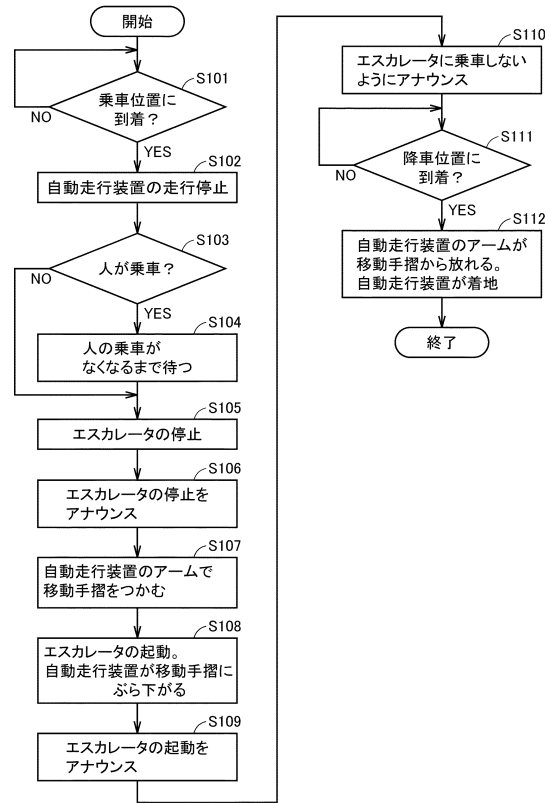 開始
S101
乗車位置に
到着?
NO
YES
S102
自動走行装置の走行停止
S103
人が乗車?
NO
YES
S104
人の乗車が
なくなるまで待つ
S105
エスカレータの停止
S106
エスカレータの停止を
アナウンス
S107
自動走行装置のアームで
移動手摺をつかむ
S108
エスカレータの起動。
自動走行装置が移動手摺に
ぶら下がる
S109
エスカレータの起動を
アナウンス
S110
エスカレータに乗車しない
ようにアナウンス
S111
降車位置に
到着?
NO
YES
S112
自動走行装置のアームが
移動手摺から放れる。
自動走行装置が着地
終了